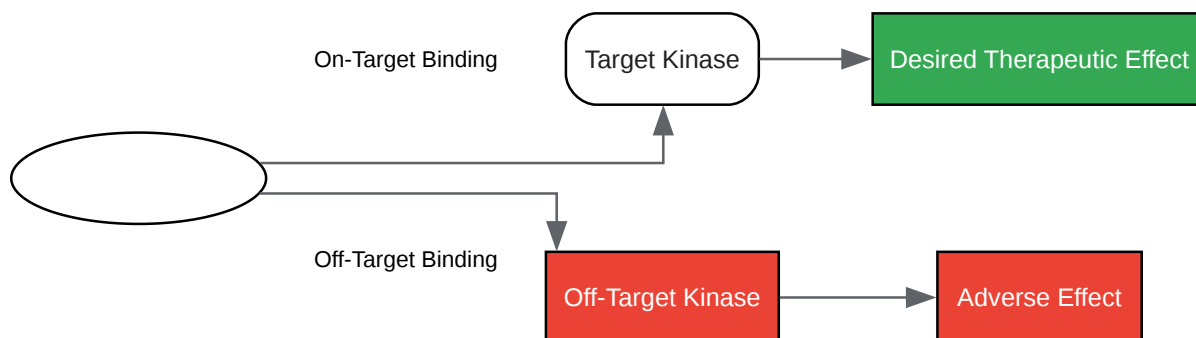 On-Target Binding
Target Kinase
Desired Therapeutic Effect
Off-Target Binding
Off-Target Kinase
Adverse Effect